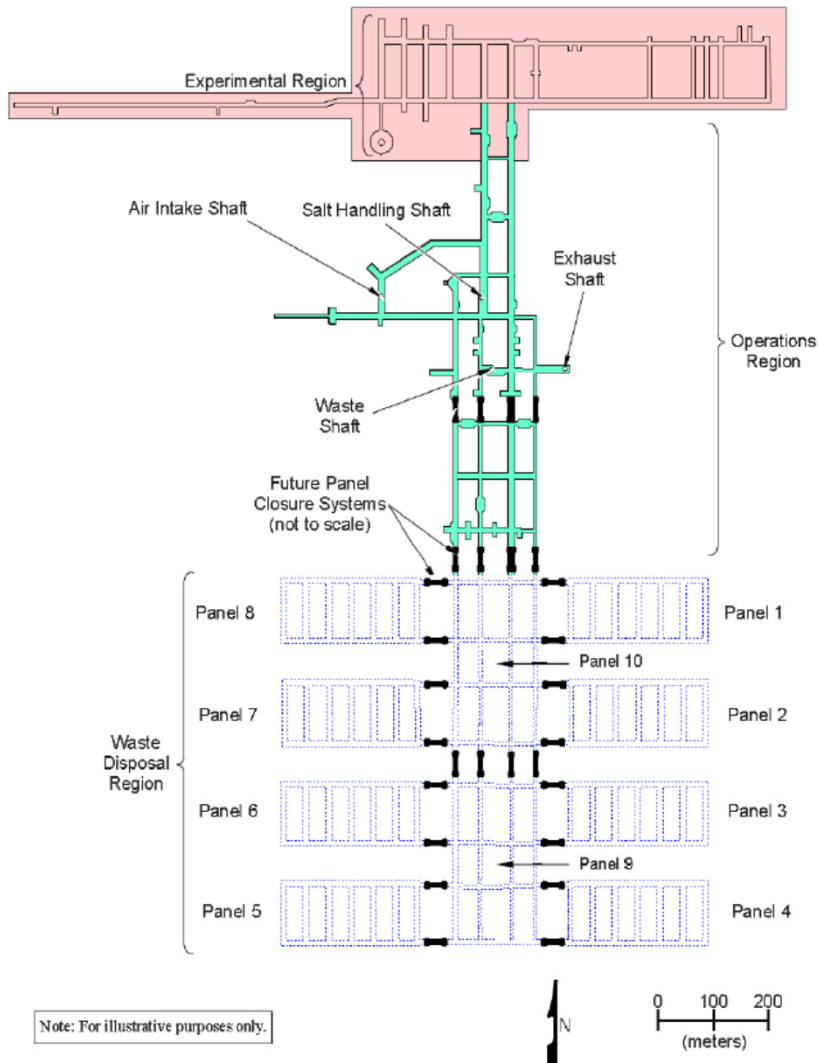 Experimental Region
Air Intake Shaft
Salt Handling Shaft
Exhaust
Shaft
Operations
Region
Waste
Shaft
Future Panel
Closure Systems
(not to scale)
Panel 8
Panel 1
Panel 10
Panel 7
Panel 2
Waste
Disposal
Region
Panel 6
Panel 3
Panel 9
Panel 5
Panel 4
N
0 100 200
(meters)
Note: For illustrative purposes only.